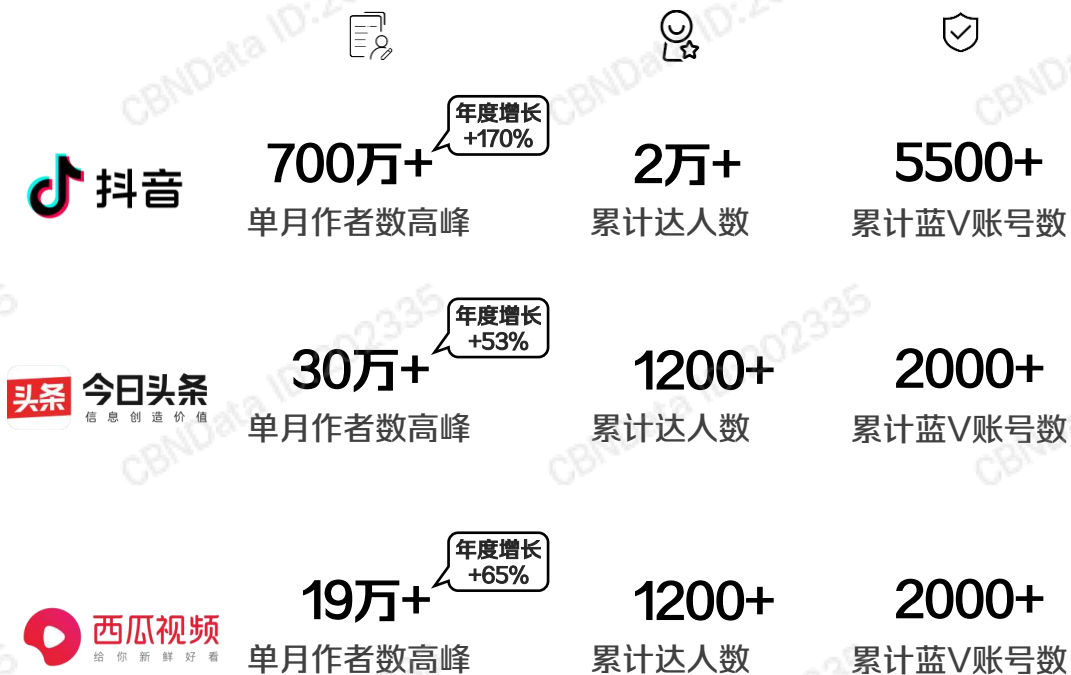 年度增长
+170%
700万+
2万+
5500+
抖音
单月作者数高峰
累计达人数
累计蓝V账号数
年度增长
+53%
30万+
1200+
2000+
头条
今日头条
信息创造价值
单月作者数高峰
累计达人数
累计蓝V账号数
年度增长
+65%
19万+
1200+
2000+
西瓜视频
给你新鲜好看
单月作者数高峰
累计达人数
累计蓝V账号数